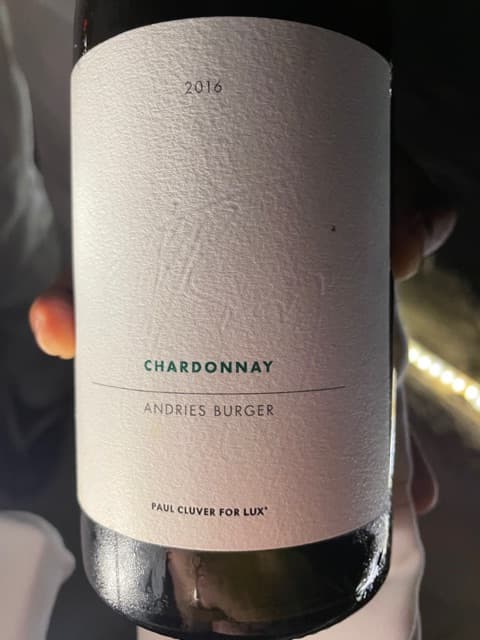 2016
CHARDONNAY
ANDRIES BURGER
PAUL CLUVER FOR LUX*